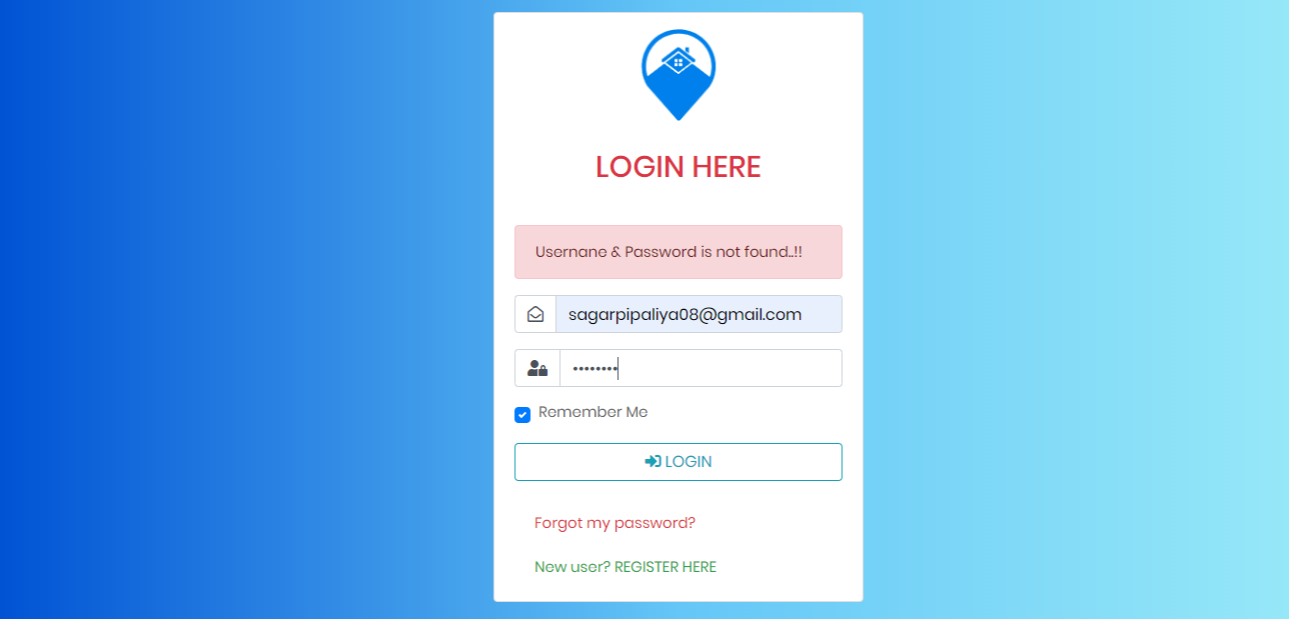 LOGIN HERE
Usernane & Password is not found..!!
sagarpipaliya08@gmail.com
••••••••
Remember Me
LOGIN
Forgot my password?
New user? REGISTER HERE